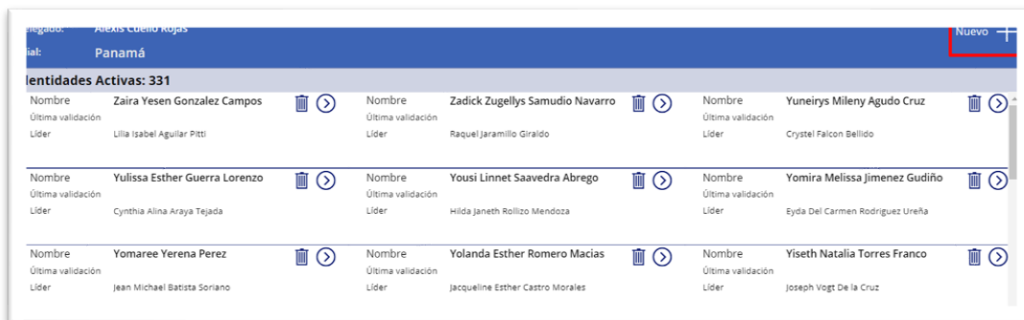 Alexis Cuello Rojas
Nuevo
Panamá
Activas: 331
Nombre Zaira Yesen Gonzalez Campos Nombre Zadick Zugellys Samudio Navarro Nombre Yuneirys Mileny Agudo Cruz
Última validación Última validación Última validación
Líder Lilia Isabel Aguilar Pitti Líder Raquel Jaramillo Giraldo Líder Crystel Falcon Bellido
Nombre Yulissa Esther Guerra Lorenzo Nombre Yousi Linnet Saavedra Abrego Nombre Yomira Melissa Jimenez Gudiño
Última validación Última validación Última validación
Líder Cynthia Alina Araya Tejada Líder Hilda Janeth Rollizo Mendoza Líder Eyda Del Carmen Rodriguez Ureña
Nombre Yomaree Yerena Perez Nombre Yolanda Esther Romero Macias Nombre Yiseth Natalia Torres Franco
Última validación Última validación Última validación
Líder Jean Michael Batista Soriano Líder Jacqueline Esther Castro Morales Líder Joseph Vogt De la Cruz